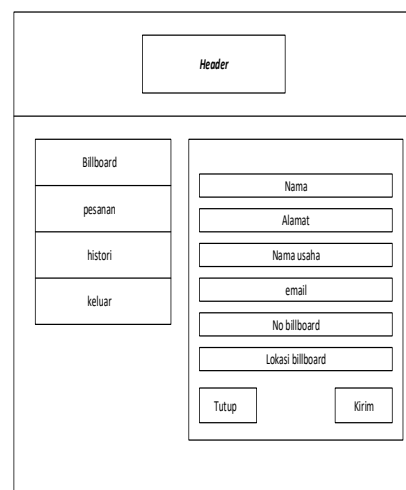 Header
Billboard
pesanan
histori
keluar
Nama
Alamat
Nama usaha
email
No billboard
Lokasi billboard
Tutup
Kirim